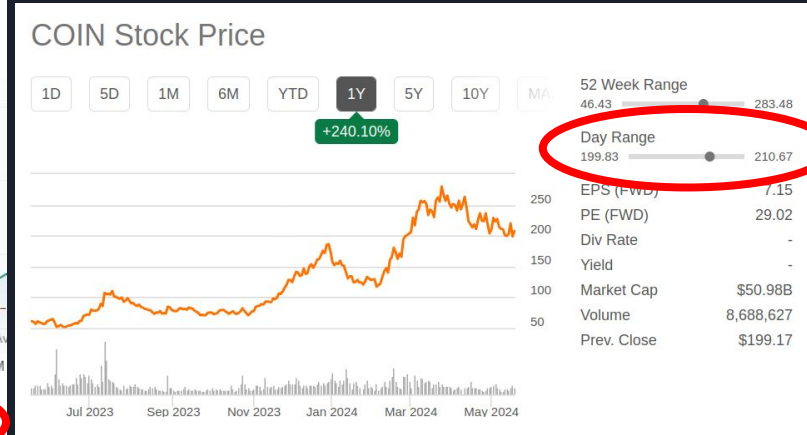 COIN Stock Price
1D 5D 1M 6M YTD 1Y 5Y 10Y MA
+240.10%
250
200
150
100
50
Jul 2023 Sep 2023 Nov 2023 Jan 2024 Mar 2024 May 2024
52 Week Range
46.43 283.48
Day Range
199.83 210.67
EPS (FWD) 7.15
PE (FWD) 29.02
Div Rate -
Yield -
Market Cap $50.98B
Volume 8,688,627
Prev. Close $199.17